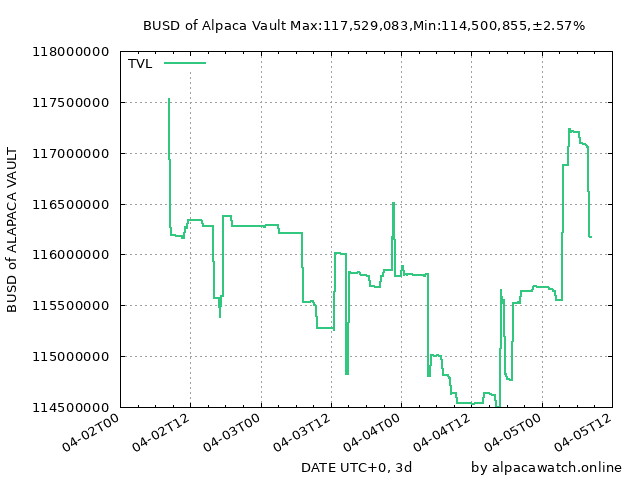 BUSD of Alpaca Vault Max:117,529,083,Min:114,500,855,±2.57%
TVL
118000000
117500000
117000000
116500000
116000000
115500000
115000000
114500000
BUSD of ALAPACA VAULT
04-02T00
04-02T12
04-03T00
04-03T12
04-04T00
04-04T12
04-05T00
04-05T12
DATE UTC+0, 3d
by alpacawatch.online